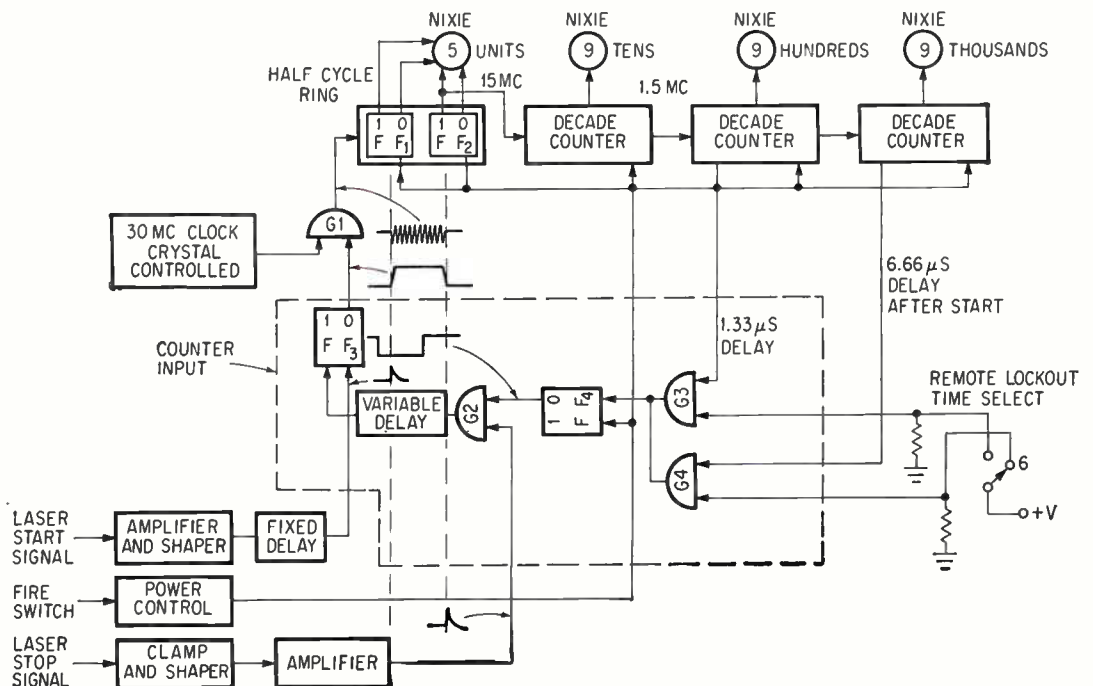 NIXIE NIXIE NIXIE NIXIE
5 UNITS 9 TENS 9 HUNDREDS 9 THOUSANDS
HALF CYCLE
RING
15 MC 1.5 MC
1 0 1 0
F F1 F F2
DECADE
COUNTER
DECADE
COUNTER
DECADE
COUNTER
G1
30 MC CLOCK
CRYSTAL
CONTROLLED
6.66 μS
DELAY
AFTER START
1.33 μS
DELAY
COUNTER
INPUT
1 0
F F3
VARIABLE
DELAY
G2
0 F4
1 F
G3
G4
REMOTE LOCKOUT
TIME SELECT
6
+V
LASER
START
SIGNAL
AMPLIFIER
AND SHAPER
FIXED
DELAY
FIRE
SWITCH
POWER
CONTROL
LASER
STOP
SIGNAL
CLAMP
AND SHAPER
AMPLIFIER